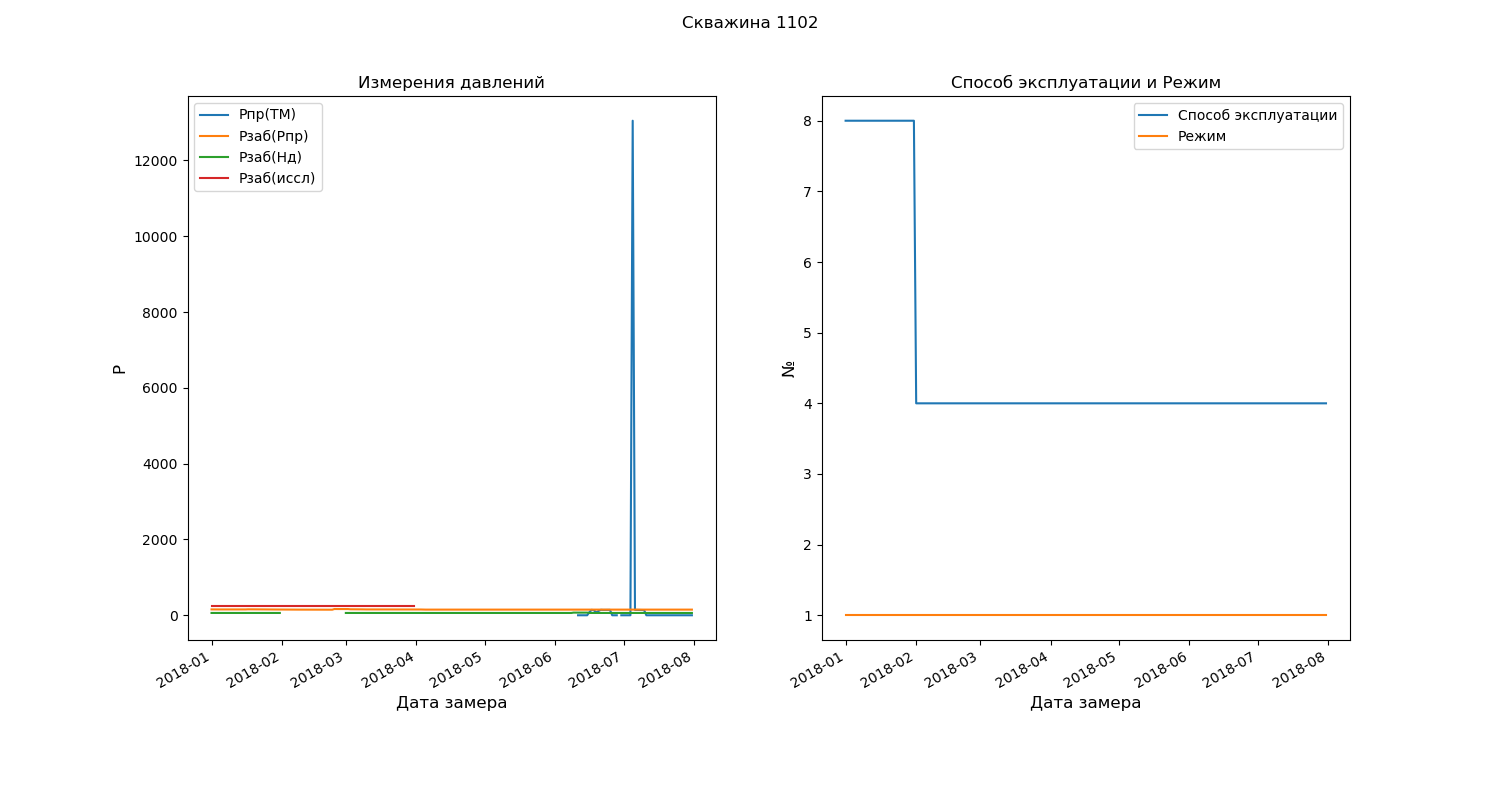 Скважина 1102
Измерения давлений
Рпр(ТМ)
Рзаб(Рпр)
Рзаб(Нд)
Рзаб(иссл)
12000
10000
8000
6000
4000
2000
0
Р
2018-01
2018-02
2018-03
2018-04
2018-05
2018-06
2018-07
2018-08
Дата замера
Способ эксплуатации и Режим
Способ эксплуатации
Режим
8
7
6
5
4
3
2
1
№
2018-01
2018-02
2018-03
2018-04
2018-05
2018-06
2018-07
2018-08
Дата замера